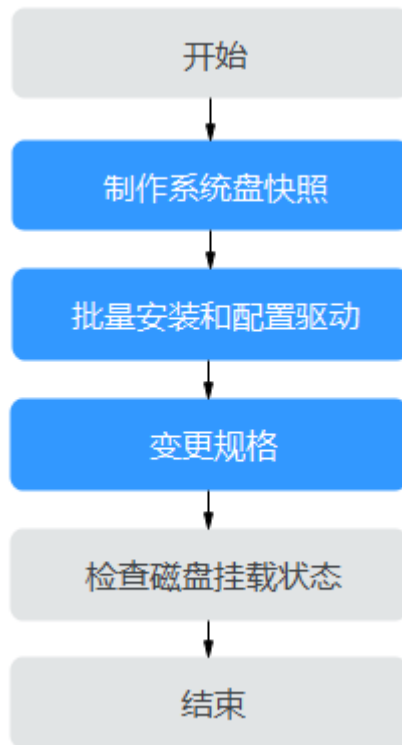 开始
制作系统盘快照
批量安装和配置驱动
变更规格
检查磁盘挂载状态
结束